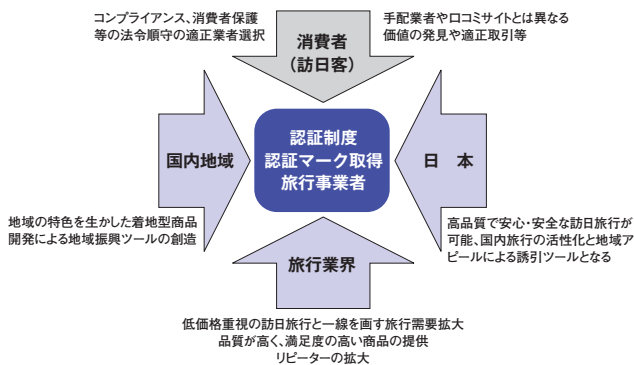 コンプライアンス、消費者保護
等の法令順守の適正業者選択
消費者
（訪日客）
手配業者や口コミサイトとは異なる
価値の発見や適正取引等
国内地域
認証制度
認証マーク取得
旅行事業者
日　本
地域の特色を生かした着地型商品
開発による地域振興ツールの創造
高品質で安心・安全な訪日旅行が
可能、国内旅行の活性化と地域ア
ピールによる誘引ツールとなる
旅行業界
低価格重視の訪日旅行と一線を画す旅行需要拡大
品質が高く、満足度の高い商品の提供
リピーターの拡大